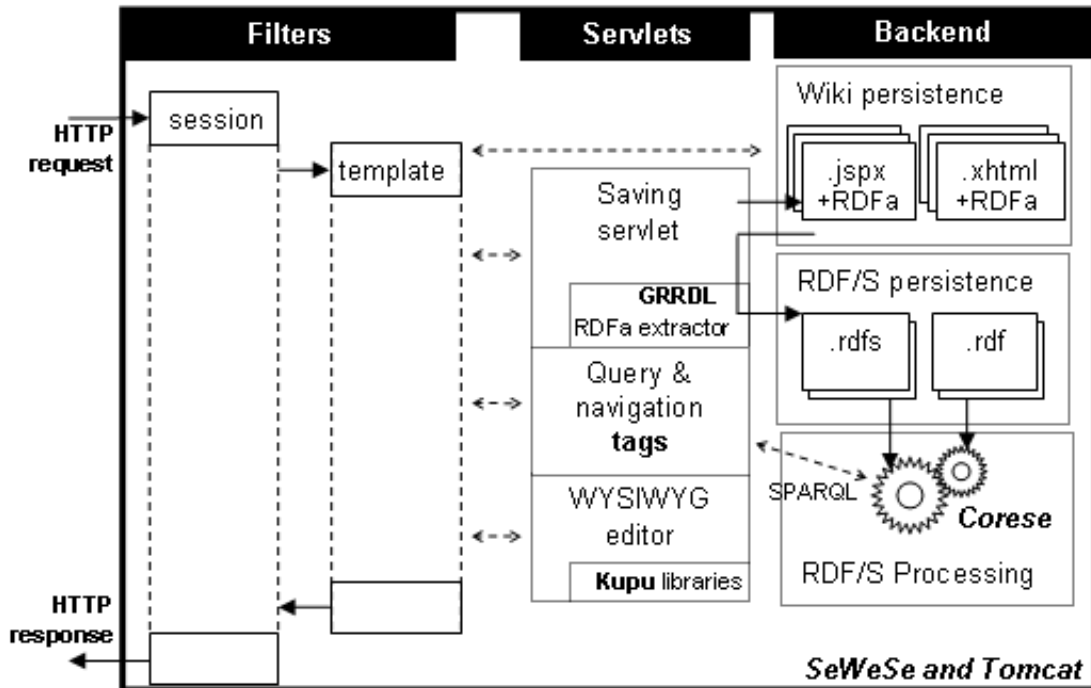 Filters
Servlets
Backend
HTTP
request
session
template
Saving
servlet
GRRDL
RDFa extractor
Query &
navigation
tags
WYSIWYG
editor
Kupu libraries
Wiki persistence
.jspx
+RDFa
.xhtml
+RDFa
RDF/S persistence
.rdfs
.rdf
SPARQL
Corese
RDF/S Processing
HTTP
response
SeWeSe and Tomcat